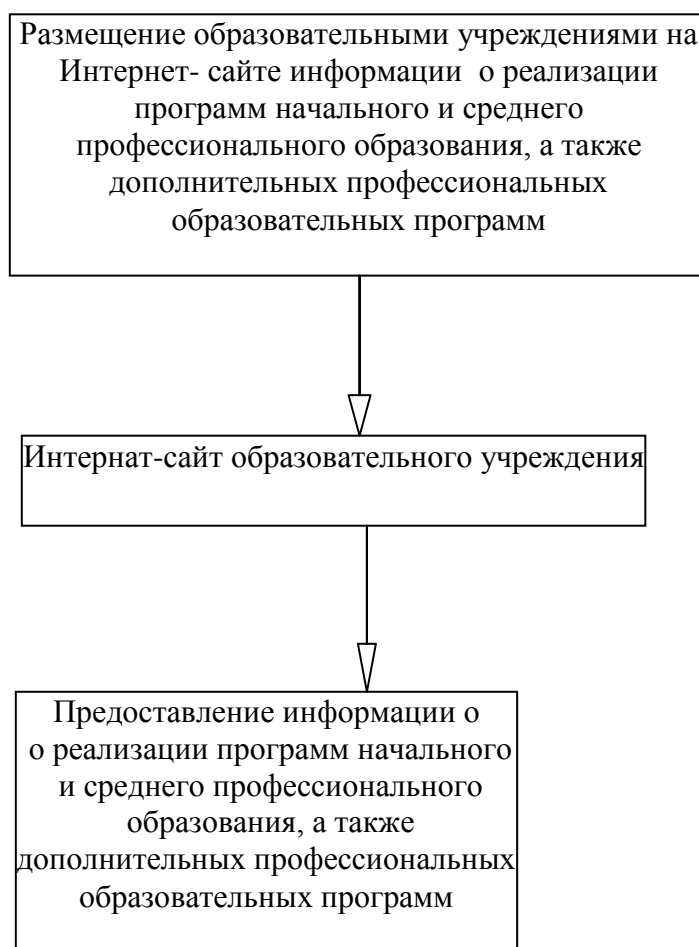 Размещение образовательными учреждениями на
Интернет- сайте информации о реализации
программ начального и среднего
профессионального образования, а также
дополнительных профессиональных
образовательных программ
Интернат-сайт образовательного учреждения
Предоставление информации о
о реализации программ начального
и среднего профессионального
образования, а также
дополнительных профессиональных
образовательных программ